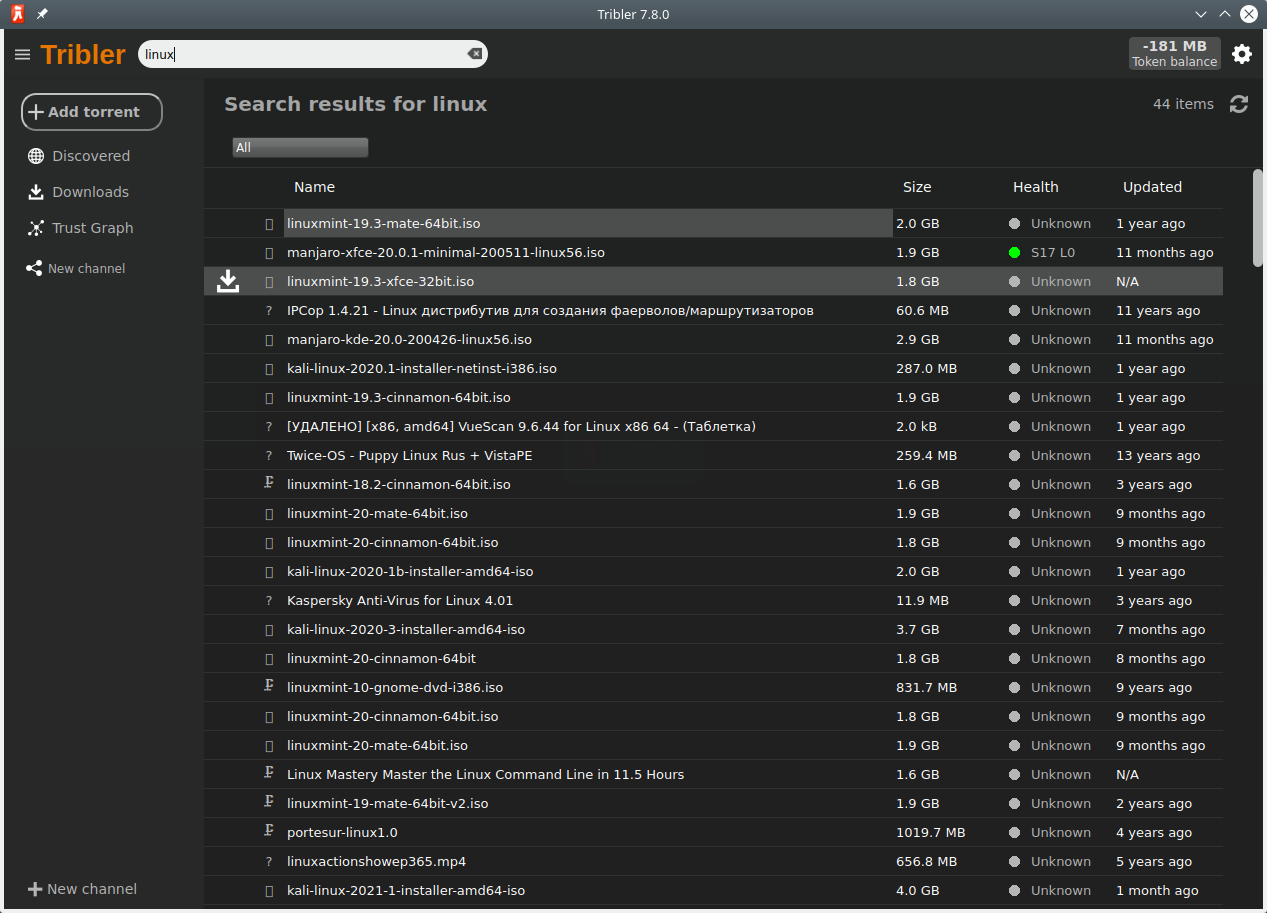 Tribler 7.8.0
Tribler linux -181 MB
Token balance
Add torrent
Discovered
Downloads
Trust Graph
New channel
New channel
Search results for linux 44 items
All
Name Size Health Updated
linuxmint-19.3-mate-64bit.iso 2.0 GB Unknown 1 year ago
manjaro-xfce-20.0.1-minimal-200511-linux56.iso 1.9 GB S17 L0 11 months ago
linuxmint-19.3-xfce-32bit.iso 1.8 GB Unknown N/A
? IPCop 1.4.21 - Linux дистрибутив для создания фаерволов/маршрутизаторов 60.6 MB Unknown 11 years ago
manjaro-kde-20.0-200426-linux56.iso 2.9 GB Unknown 11 months ago
kali-linux-2020.1-installer-netinst-i386.iso 287.0 MB Unknown 1 year ago
linuxmint-19.3-cinnamon-64bit.iso 1.9 GB Unknown 1 year ago
? [УДАЛЕНО] [x86, amd64] VueScan 9.6.44 for Linux x86 64 - (Таблетка) 2.0 kB Unknown 1 year ago
? Twice-OS - Puppy Linux Rus + VistaPE 259.4 MB Unknown 13 years ago
linuxmint-18.2-cinnamon-64bit.iso 1.6 GB Unknown 3 years ago
linuxmint-20-mate-64bit.iso 1.9 GB Unknown 9 months ago
linuxmint-20-cinnamon-64bit.iso 1.8 GB Unknown 9 months ago
kali-linux-2020-1b-installer-amd64-iso 2.0 GB Unknown 1 year ago
? Kaspersky Anti-Virus for Linux 4.01 11.9 MB Unknown 3 years ago
kali-linux-2020-3-installer-amd64-iso 3.7 GB Unknown 7 months ago
linuxmint-20-cinnamon-64bit 1.8 GB Unknown 8 months ago
linuxmint-10-gnome-dvd-i386.iso 831.7 MB Unknown 9 years ago
linuxmint-20-cinnamon-64bit.iso 1.8 GB Unknown 9 months ago
linuxmint-20-mate-64bit.iso 1.9 GB Unknown 9 months ago
Linux Mastery Master the Linux Command Line in 11.5 Hours 1.6 GB Unknown N/A
linuxmint-19-mate-64bit-v2.iso 1.9 GB Unknown 2 years ago
portesur-linux1.0 1019.7 MB Unknown 4 years ago
? linuxactionshowep365.mp4 656.8 MB Unknown 5 years ago
kali-linux-2021-1-installer-amd64-iso 4.0 GB Unknown 1 month ago